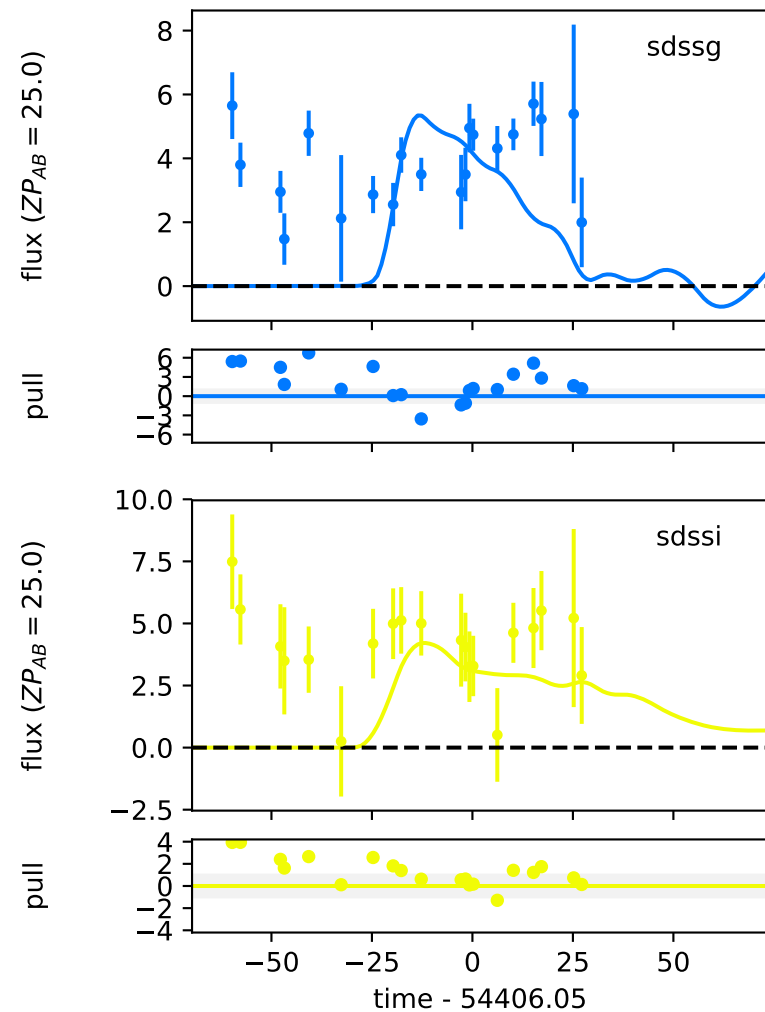 sdssg
flux (ZP_AB = 25.0)
8
6
4
2
0
pull
6
3
0
−3
−6
sdssi
flux (ZP_AB = 25.0)
10.0
7.5
5.0
2.5
0.0
−2.5
pull
4
2
0
−2
−4
−50 −25 0 25 50
time - 54406.05